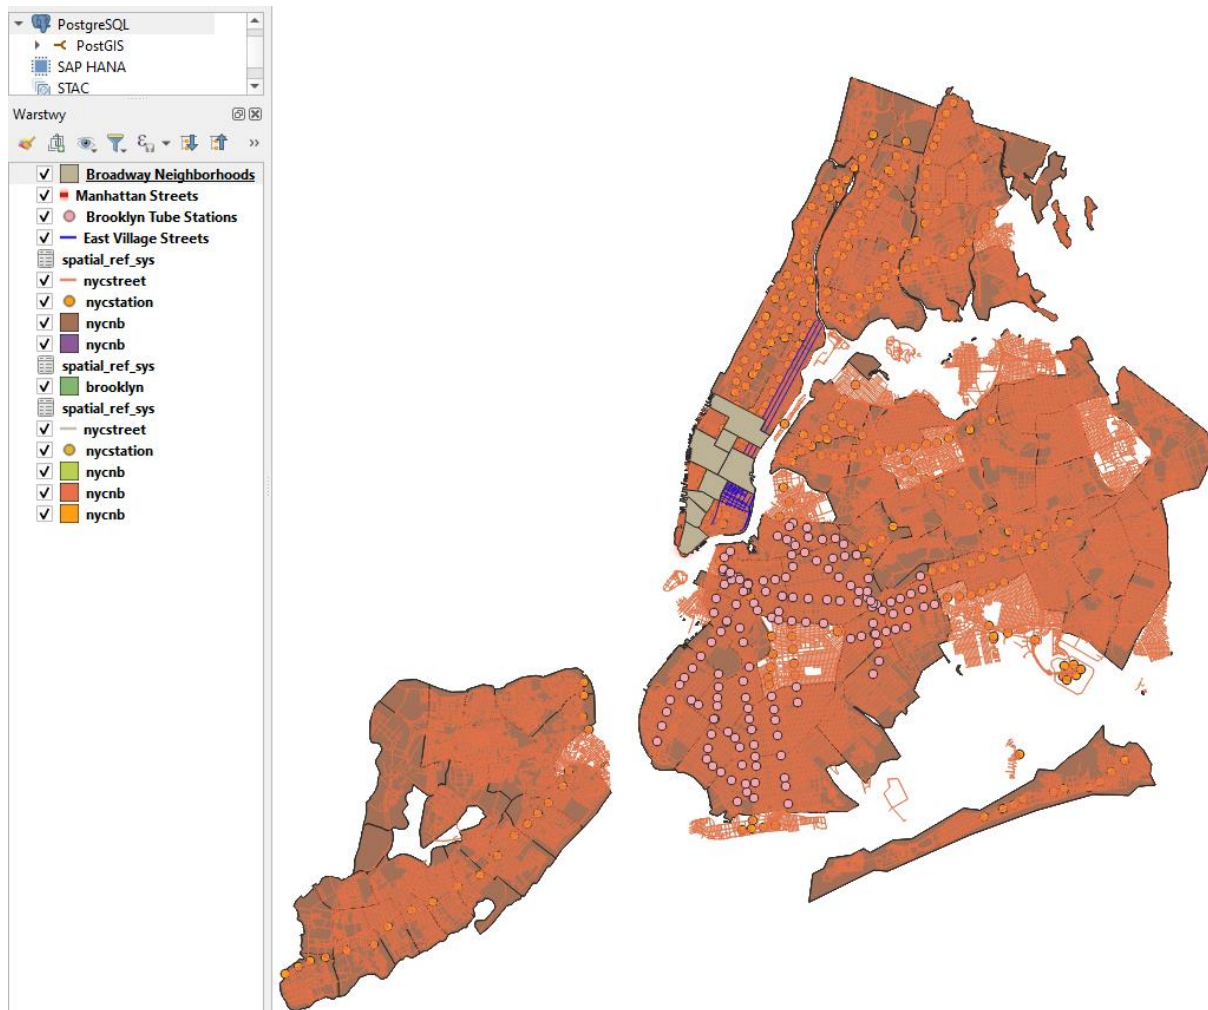 PostgreSQL
PostGIS
SAP HANA
STAC
Warstwy
Broadway Neighborhoods
Manhattan Streets
Brooklyn Tube Stations
East Village Streets
spatial_ref_sys
nycstreet
nycstation
nycnb
nycnb
spatial_ref_sys
brooklyn
spatial_ref_sys
nycstreet
nycstation
nycnb
nycnb
nycnb